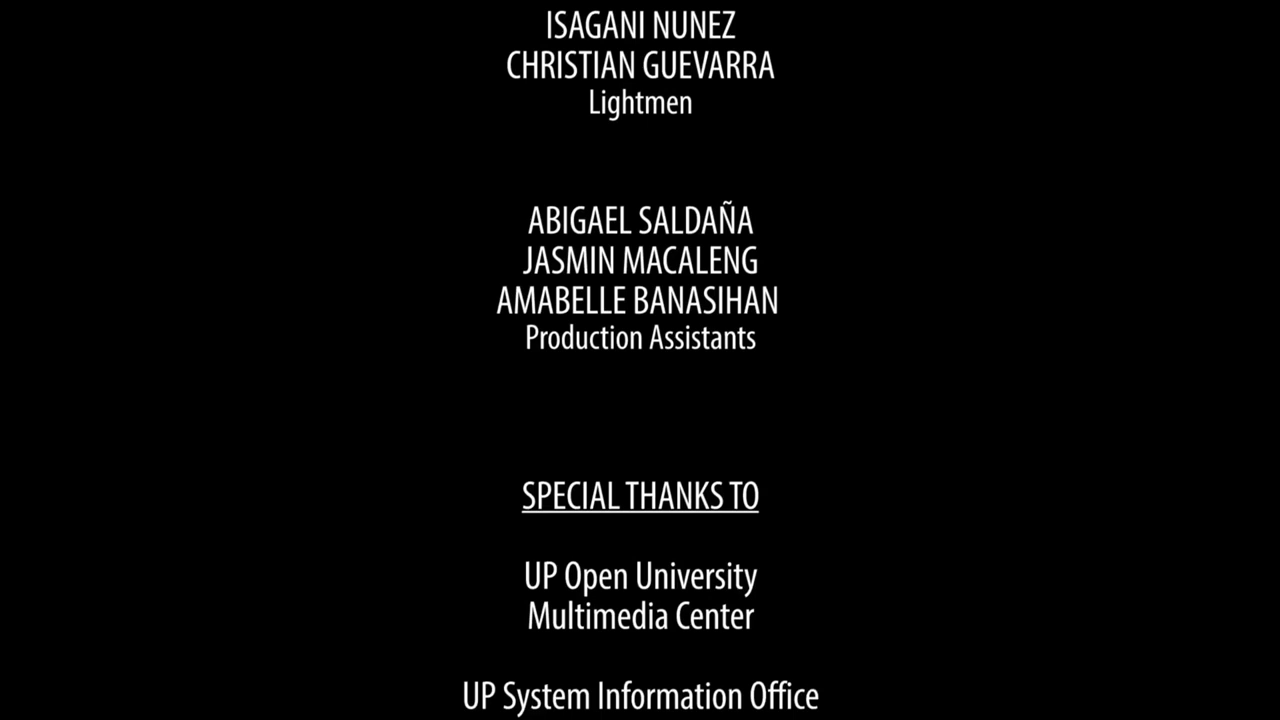 ISAGANI NUNEZ
CHRISTIAN GUEVARRA
Lightmen
ABIGAEL SALDAÑA
JASMIN MACALENG
AMABELLE BANASIHAN
Production Assistants
SPECIAL THANKS TO
UP Open University
Multimedia Center
UP System Information Office